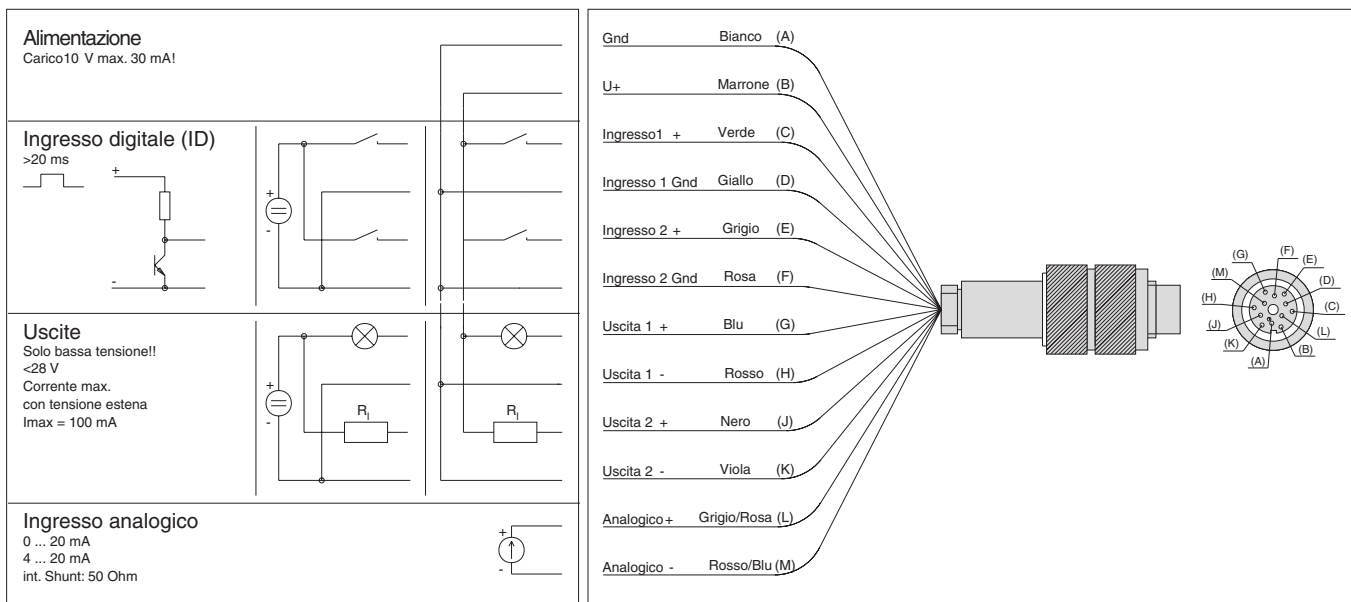 Alimentazione
Carico10 V max. 30 mA!
Ingresso digitale (ID)
>20 ms
+
-
+
-
Uscite
Solo bassa tensione!!
<28 V
Corrente max.
con tensione estena
Imax = 100 mA
+
-
RI
RI
Ingresso analogico
0 ... 20 mA
4 ... 20 mA
int. Shunt: 50 Ohm
+
-
Gnd Bianco (A)
U+ Marrone (B)
Ingresso1 + Verde (C)
Ingresso 1 Gnd Giallo (D)
Ingresso 2 + Grigio (E)
Ingresso 2 Gnd Rosa (F)
Uscita 1 + Blu (G)
Uscita 1 - Rosso (H)
Uscita 2 + Nero (J)
Uscita 2 - Viola (K)
Analogico+ Grigio/Rosa (L)
Analogico - Rosso/Blu (M)
(F)
(G) (E)
(M) (D)
(H) (C)
(J) (L)
(K) (B)
(A)